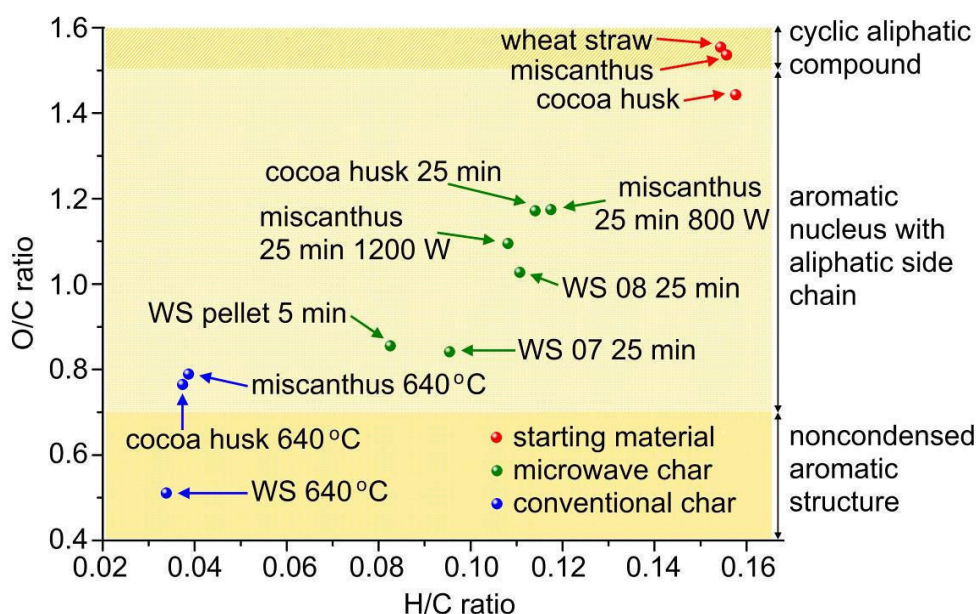 1.6
1.4
1.2
1.0
0.8
0.6
0.4
O/C ratio
0.02
0.04
0.06
0.08
0.10
0.12
0.14
0.16
H/C ratio
wheat straw
miscanthus
cocoa husk
cocoa husk 25 min
miscanthus
25 min 800 W
miscanthus
25 min 1200 W
WS 08 25 min
WS pellet 5 min
WS 07 25 min
miscanthus 640 °C
cocoa husk 640 °C
WS 640 °C
starting material
microwave char
conventional char
cyclic aliphatic
compound
aromatic
nucleus with
aliphatic side
chain
noncondensed
aromatic
structure